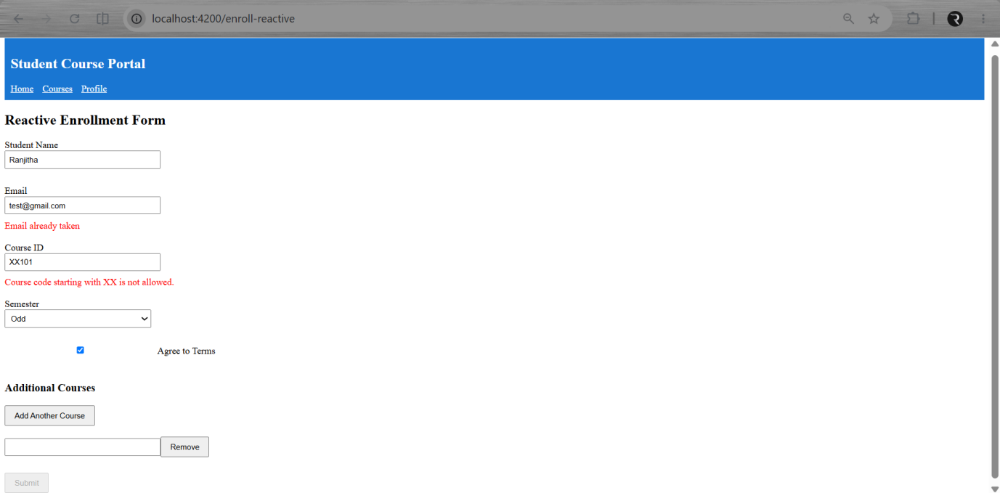 localhost:4200/enroll-reactive
Student Course Portal
Home Courses Profile
Reactive Enrollment Form
Student Name
Ranjitha
Email
test@gmail.com
Email already taken
Course ID
XX101
Course code starting with XX is not allowed.
Semester
Odd
Agree to Terms
Additional Courses
Add Another Course
Remove
Submit